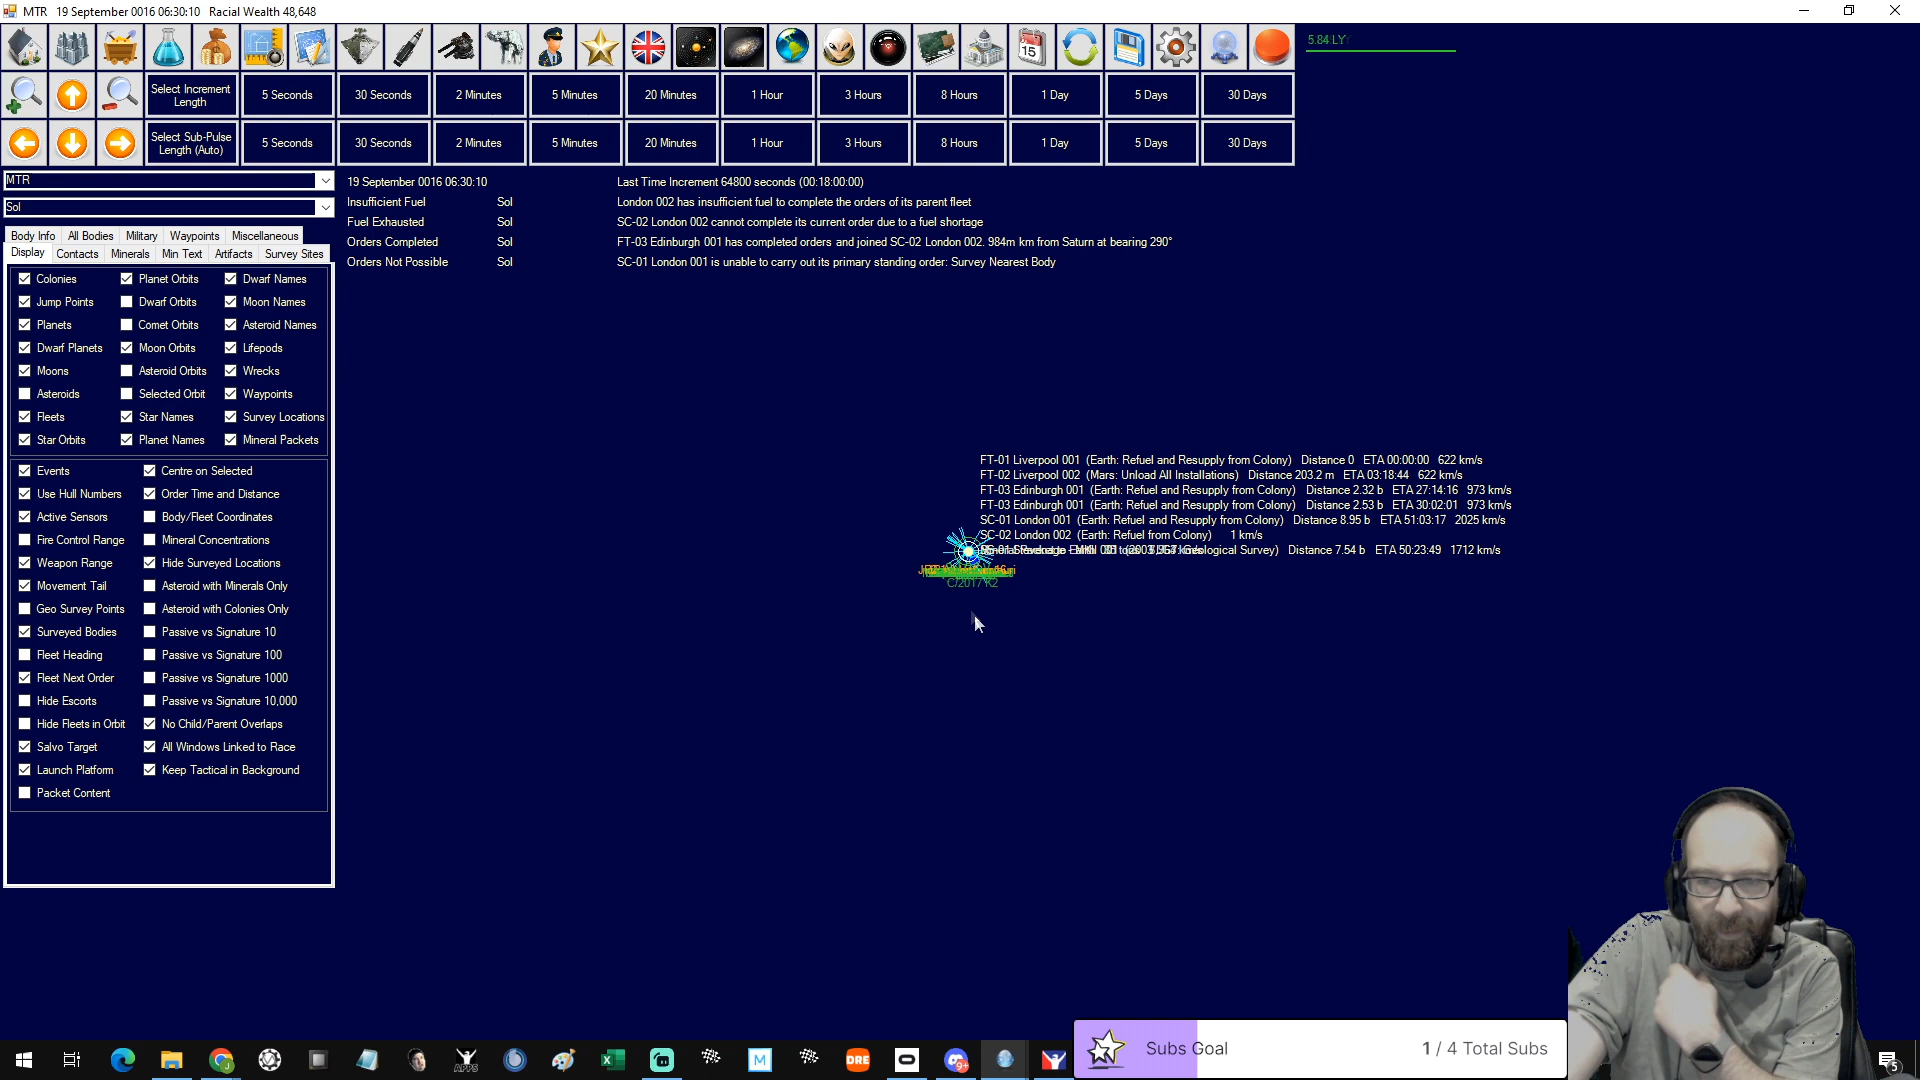 MTR 19 September 0016 06:30:10 Racial Wealth 48,648
15
5.84 LY
Select Increment Length
5 Seconds
30 Seconds
2 Minutes
5 Minutes
20 Minutes
1 Hour
3 Hours
8 Hours
1 Day
5 Days
30 Days
Select Sub-Pulse Length (Auto)
5 Seconds
30 Seconds
2 Minutes
5 Minutes
20 Minutes
1 Hour
3 Hours
8 Hours
1 Day
5 Days
30 Days
MTR
Sol
Body Info All Bodies Military Waypoints Miscellaneous
Display Contacts Minerals Min Text Artifacts Survey Sites
Colonies Planet Orbits Dwarf Names
Jump Points Dwarf Orbits Moon Names
Planets Comet Orbits Asteroid Names
Dwarf Planets Moon Orbits Lifepods
Moons Asteroid Orbits Wrecks
Asteroids Selected Orbit Waypoints
Fleets Star Names Survey Locations
Star Orbits Planet Names Mineral Packets
Events Centre on Selected
Use Hull Numbers Order Time and Distance
Active Sensors Body/Fleet Coordinates
Fire Control Range Mineral Concentrations
Weapon Range Hide Surveyed Locations
Movement Tail Asteroid with Minerals Only
Geo Survey Points Asteroid with Colonies Only
Surveyed Bodies Passive vs Signature 10
Fleet Heading Passive vs Signature 100
Fleet Next Order Passive vs Signature 1000
Hide Escorts Passive vs Signature 10,000
Hide Fleets in Orbit No Child/Parent Overlaps
Salvo Target All Windows Linked to Race
Launch Platform Keep Tactical in Background
Packet Content
19 September 0016 06:30:10 Last Time Increment 64800 seconds (00:18:00:00)
Insufficient Fuel Sol London 002 has insufficient fuel to complete the orders of its parent fleet
Fuel Exhausted Sol SC-02 London 002 cannot complete its current order due to a fuel shortage
Orders Completed Sol FT-03 Edinburgh 001 has completed orders and joined SC-02 London 002. 984m km from Saturn at bearing 290°
Orders Not Possible Sol SC-01 London 001 is unable to carry out its primary standing order: Survey Nearest Body
FT-01 Liverpool 001 (Earth: Refuel and Resupply from Colony) Distance 0 ETA 00:00:00 622 km/s
FT-02 Liverpool 002 (Mars: Unload All Installations) Distance 203.2 m ETA 03:18:44 622 km/s
FT-03 Edinburgh 001 (Earth: Refuel and Resupply from Colony) Distance 2.32 b ETA 27:14:16 973 km/s
FT-03 Edinburgh 001 (Earth: Refuel and Resupply from Colony) Distance 2.53 b ETA 30:02:01 973 km/s
SC-01 London 001 (Earth: Refuel and Resupply from Colony) Distance 8.95 b ETA 51:03:17 2025 km/s
SC-02 London 002 (Earth: Refuel from Colony) 1 km/s
Geological Survey) Distance 7.54 b ETA 50:23:49 1712 km/s
C/2017 K2
Subs Goal 1 / 4 Total Subs
APPS
M
DRE
9+
5